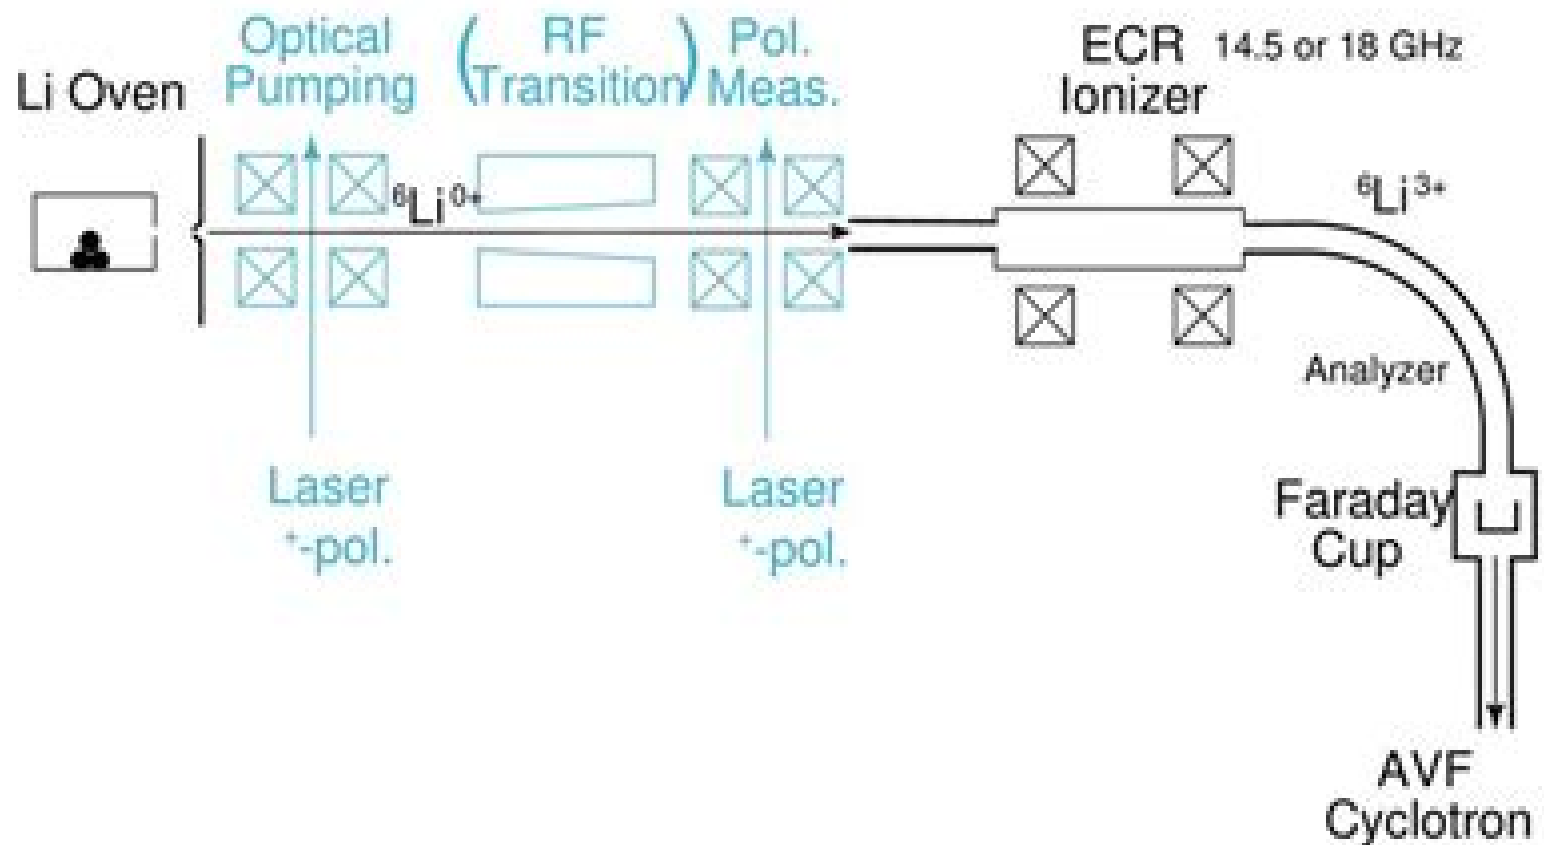 Li Oven
Optical
Pumping
(RF
Transition)
Pol.
Meas.
ECR 14.5 or 18 GHz
Ionizer
⁶Li⁰⁺
⁶Li³⁺
Analyzer
Laser
⁺-pol.
Laser
⁺-pol.
Faraday
Cup
AVF
Cyclotron